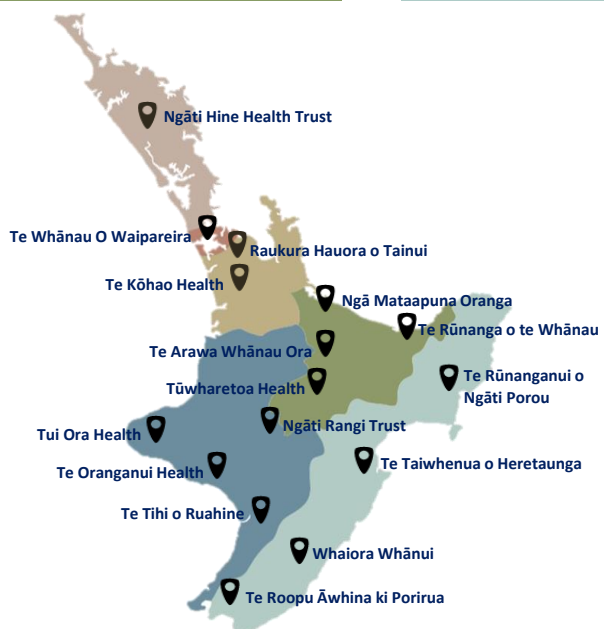 Ngāti Hine Health Trust
Te Whānau O Waipareira
Raukura Hauora o Tainui
Te Kōhao Health
Ngā Mataapuna Oranga
Te Rūnanga o te Whānau
Te Arawa Whānau Ora
Te Rūnanganui o
Ngāti Porou
Tūwharetoa Health
Ngāti Rangi Trust
Tui Ora Health
Te Taiwhenua o Heretaunga
Te Oranganui Health
Te Tihi o Ruahine
Whaiora Whānui
Te Roopu Āwhina ki Porirua